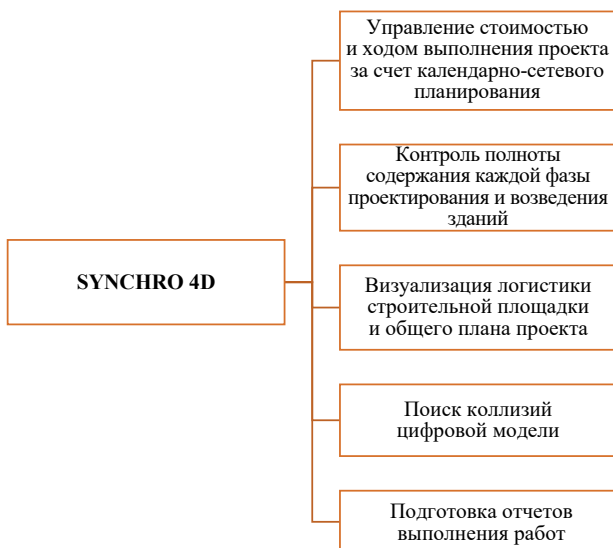 Управление стоимостью
и ходом выполнения проекта
за счет календарно-сетевого
планирования
Контроль полноты
содержания каждой фазы
проектирования и возведения
зданий
SYNCHRO 4D
Визуализация логистики
строительной площадки
и общего плана проекта
Поиск коллизий
цифровой модели
Подготовка отчетов
выполнения работ